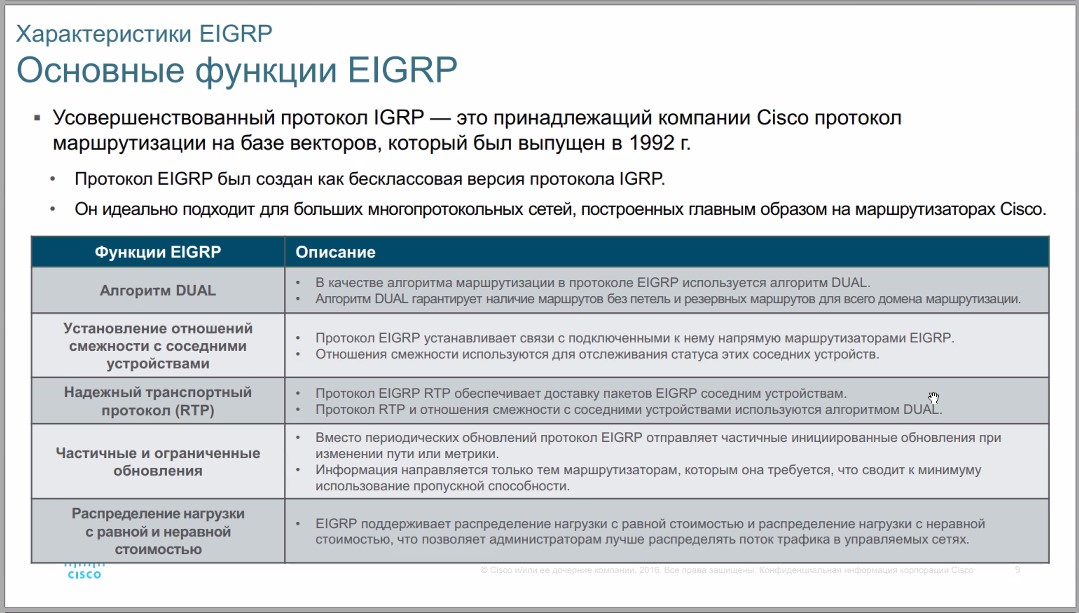 Характеристики EIGRP
Основные функции EIGRP
▪ Усовершенствованный протокол IGRP — это принадлежащий компании Cisco протокол
маршрутизации на базе векторов, который был выпущен в 1992 г.
• Протокол EIGRP был создан как бесклассовая версия протокола IGRP.
• Он идеально подходит для больших многопротокольных сетей, построенных главным образом на маршрутизаторах Cisco.
Функции EIGRP
Описание
Алгоритм DUAL
• В качестве алгоритма маршрутизации в протоколе EIGRP используется алгоритм DUAL.
• Алгоритм DUAL гарантирует наличие маршрутов без петель и резервных маршрутов для всего домена маршрутизации.
Установление отношений
смежности с соседними
устройствами
• Протокол EIGRP устанавливает связи с подключенными к нему напрямую маршрутизаторами EIGRP.
• Отношения смежности используются для отслеживания статуса этих соседних устройств.
Надежный транспортный
протокол (RTP)
• Протокол EIGRP RTP обеспечивает доставку пакетов EIGRP соседним устройствам.
• Протокол RTP и отношения смежности с соседними устройствами используются алгоритмом DUAL.
Частичные и ограниченные
обновления
• Вместо периодических обновлений протокол EIGRP отправляет частичные инициированные обновления при
изменении пути или метрики.
• Информация направляется только тем маршрутизаторам, которым она требуется, что сводит к минимуму
использование пропускной способности.
Распределение нагрузки
с равной и неравной
стоимостью
• EIGRP поддерживает распределение нагрузки с равной стоимостью и распределение нагрузки с неравной
стоимостью, что позволяет администраторам лучше распределять поток трафика в управляемых сетях.
CISCO
© Cisco и/или ее дочерние компании, 2016. Все права защищены. Конфиденциальная информация корпорации Cisco
9